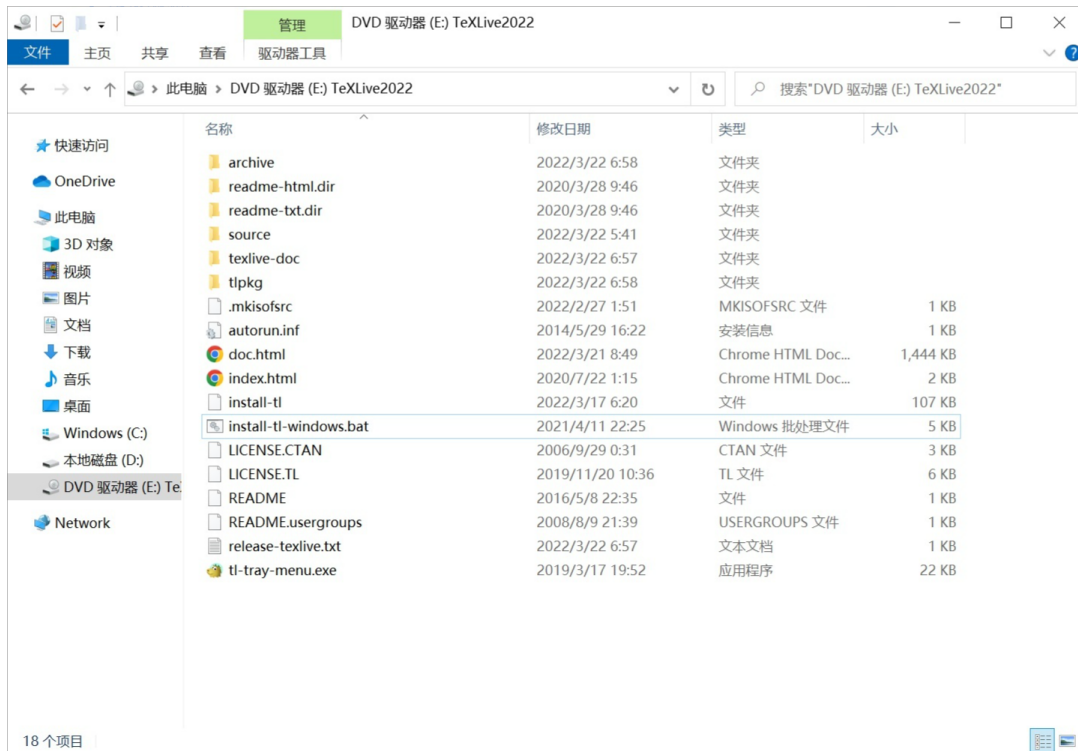 管理
DVD 驱动器 (E:) TeXLive2022
文件
主页
共享
查看
驱动器工具
此电脑 > DVD 驱动器 (E:) TeXLive2022
搜索"DVD 驱动器 (E:) TeXLive2022"
快速访问
OneDrive
此电脑
3D 对象
视频
图片
文档
下载
音乐
桌面
Windows (C:)
本地磁盘 (D:)
DVD 驱动器 (E:) Te
Network
名称 修改日期 类型 大小
archive 2022/3/22 6:58 文件夹
readme-html.dir 2020/3/28 9:46 文件夹
readme-txt.dir 2020/3/28 9:46 文件夹
source 2022/3/22 5:41 文件夹
texlive-doc 2022/3/22 6:57 文件夹
tlpkg 2022/3/22 6:58 文件夹
.mkisofsrc 2022/2/27 1:51 MKISOFSRC 文件 1 KB
autorun.inf 2014/5/29 16:22 安装信息 1 KB
doc.html 2022/3/21 8:49 Chrome HTML Doc... 1,444 KB
index.html 2020/7/22 1:15 Chrome HTML Doc... 2 KB
install-tl 2022/3/17 6:20 文件 107 KB
install-tl-windows.bat 2021/4/11 22:25 Windows 批处理文件 5 KB
LICENSE.CTAN 2006/9/29 0:31 CTAN 文件 3 KB
LICENSE.TL 2019/11/20 10:36 TL 文件 6 KB
README 2016/5/8 22:35 文件 1 KB
README.usergroups 2008/8/9 21:39 USERGROUPS 文件 1 KB
release-texlive.txt 2022/3/22 6:57 文本文档 1 KB
tl-tray-menu.exe 2019/3/17 19:52 应用程序 22 KB
18 个项目